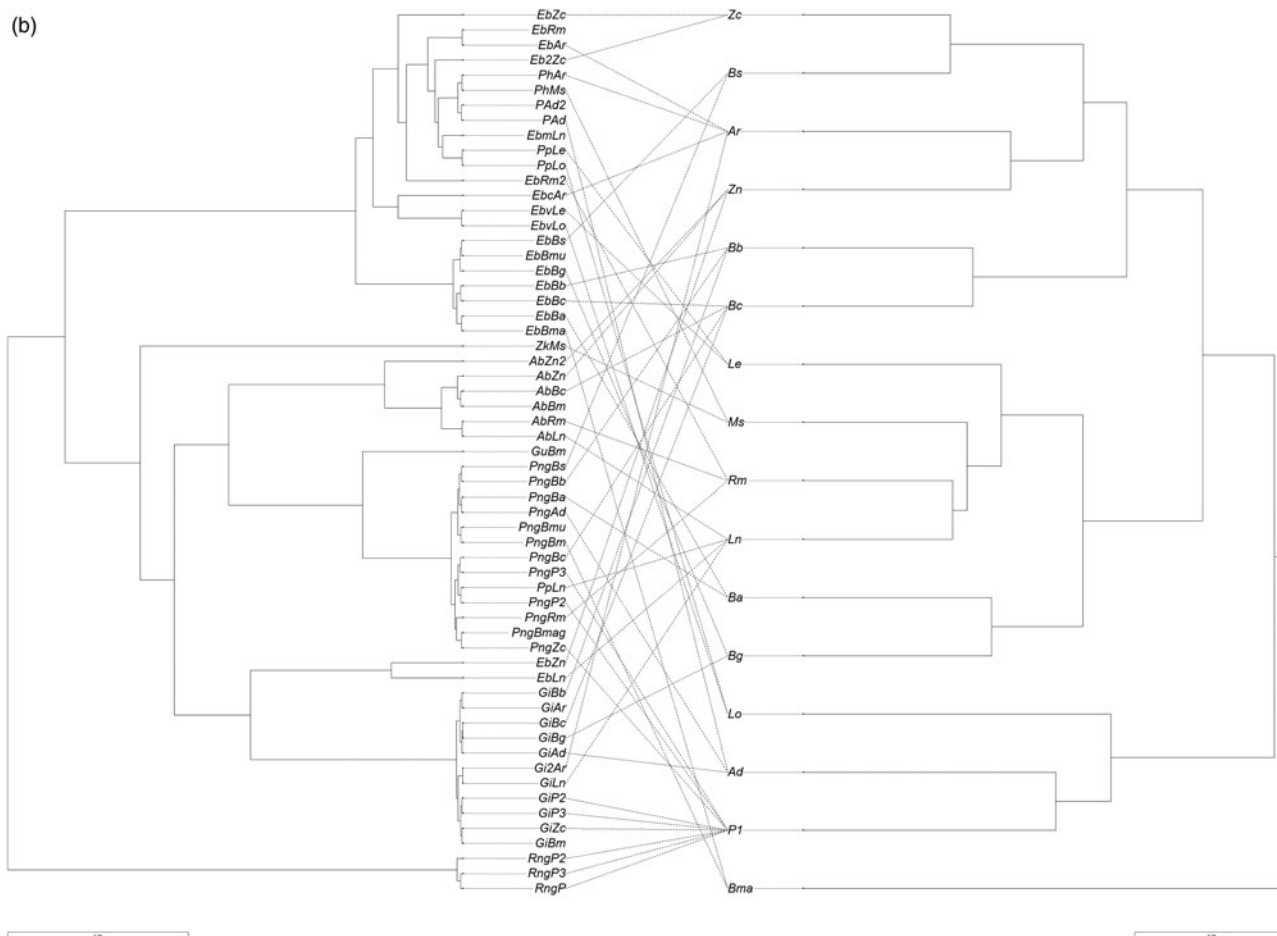 (b)
EbZc
EbRm
EbAr
Eb2Zc
PhAr
PhMs
PAd2
PAd
EbmLn
PpLe
PpLo
EbRm2
EbcAr
EbvLe
EbvLo
EbBs
EbBmu
EbBg
EbBb
EbBc
EbBa
EbBma
ZkMs
AbZn2
AbZn
AbBc
AbBm
AbRm
AbLn
GuBm
PngBs
PngBb
PngBa
PngAd
PngBmu
PngBm
PngBc
PngP3
PpLn
PngP2
PngRm
PngBmag
PngZc
EbZn
EbLn
GiBb
GiAr
GiBc
GiBg
GiAd
Gi2Ar
GiLn
GiP2
GiP3
GiZc
GiBm
RngP2
RngP3
RngP
Zc
Bs
Ar
Zn
Bb
Bc
Le
Ms
Rm
Ln
Ba
Bg
Lo
Ad
P1
Bma